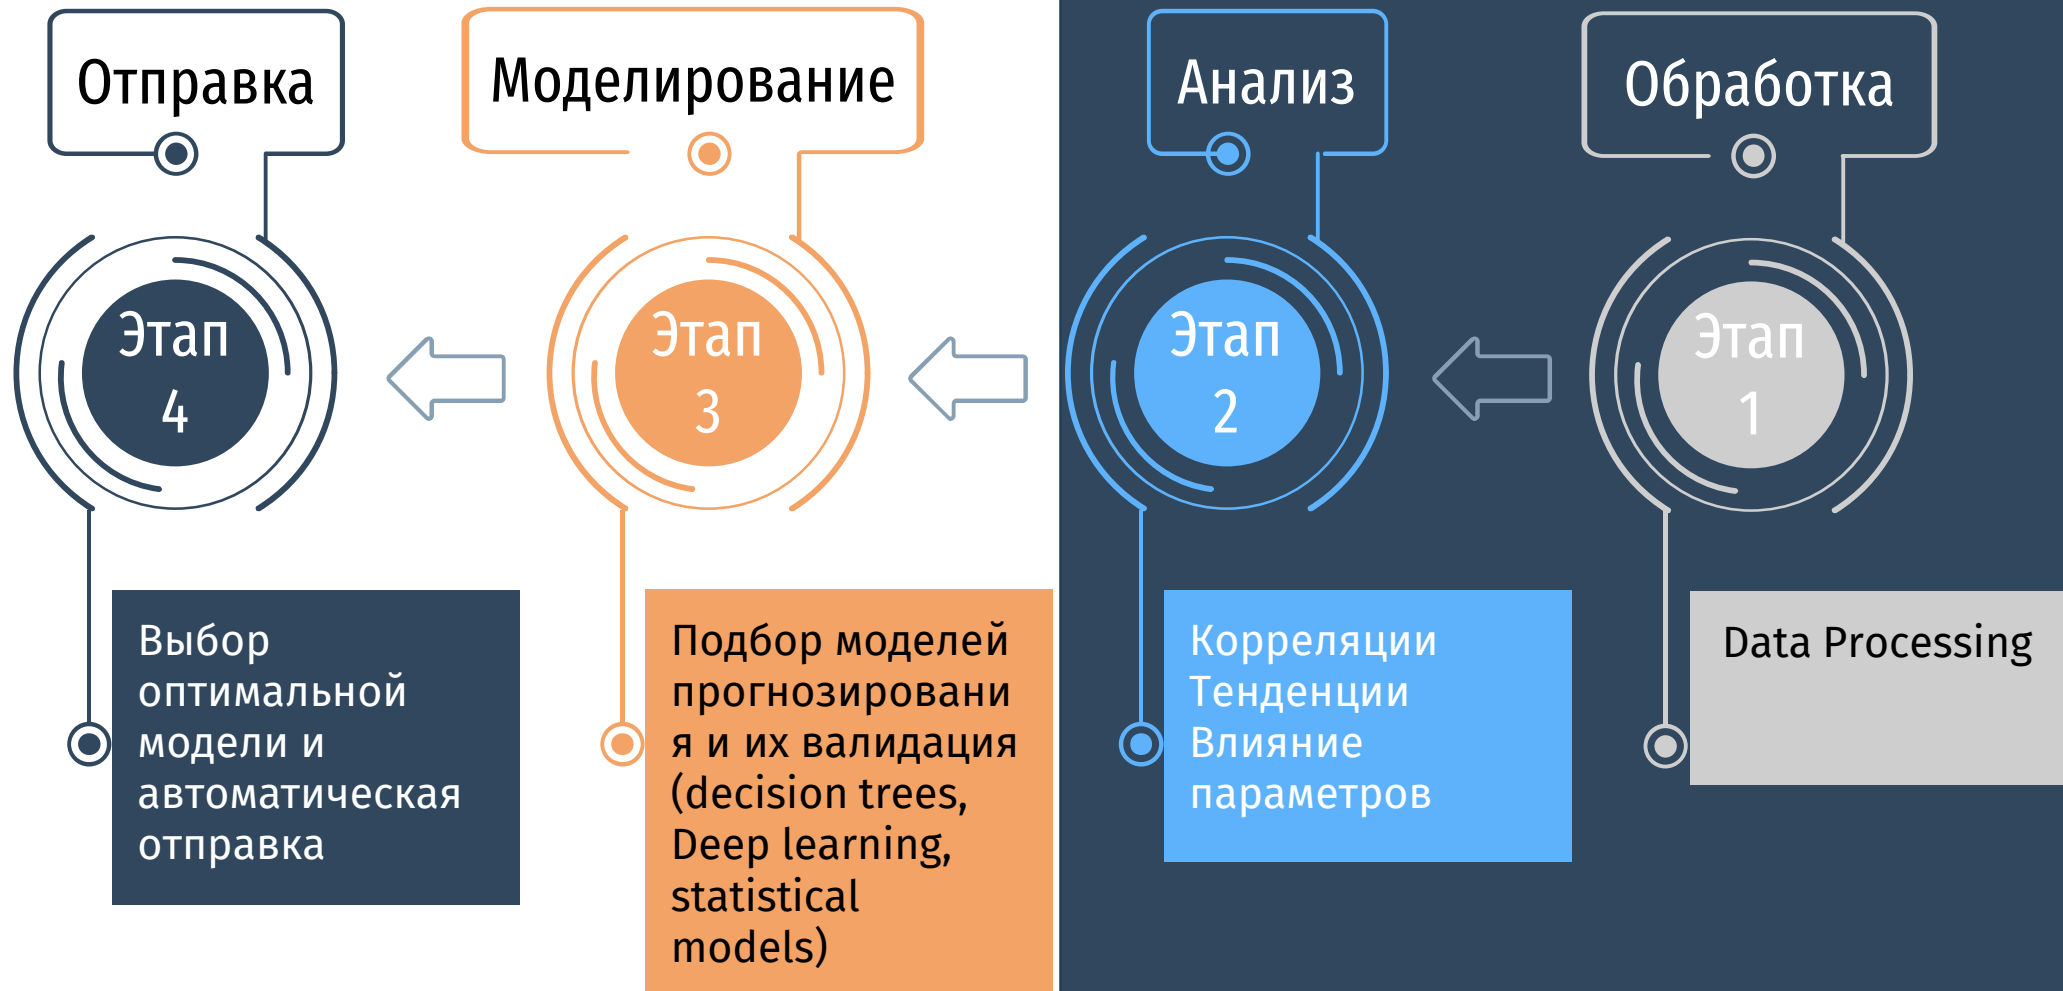 Отправка
Моделирование
Анализ
Обработка
Этап
4
Этап
3
Этап
2
Этап
1
Выбор
оптимальной
модели и
автоматическая
отправка
Подбор моделей
прогнозировани
я и их валидация
(decision trees,
Deep learning,
statistical
models)
Корреляции
Тенденции
Влияние
параметров
Data Processing